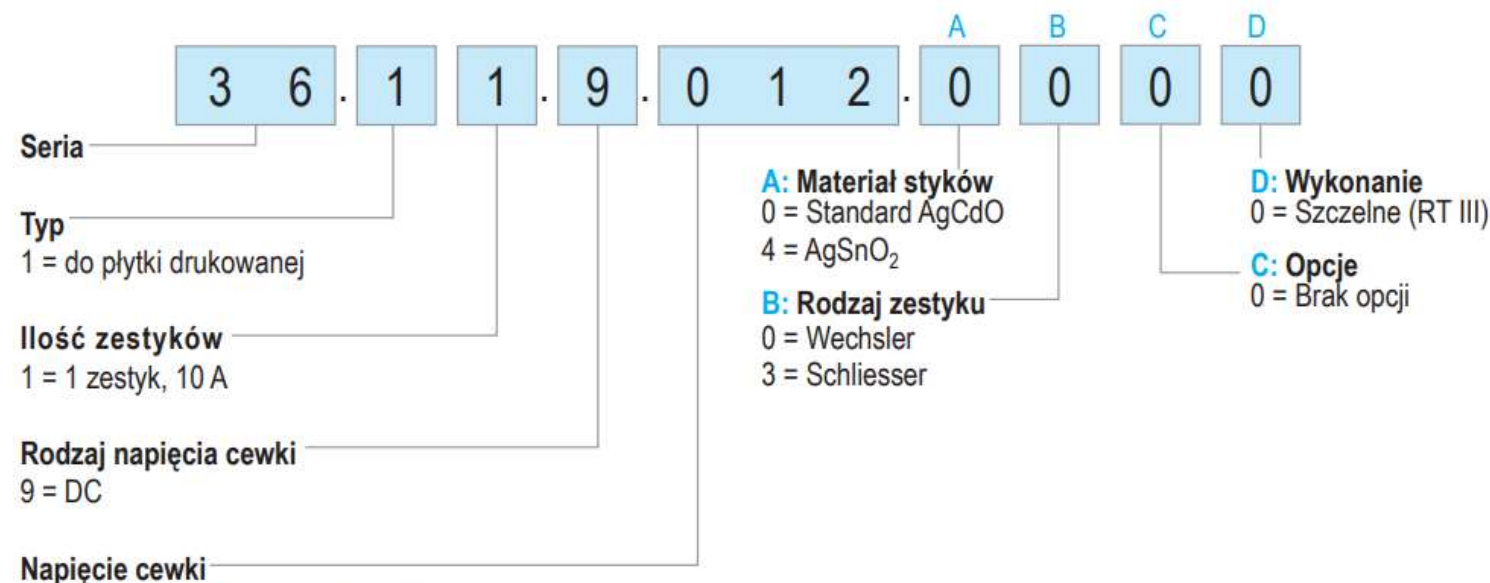 A B C D
3 6 . 1 1 . 9 . 0 1 2 . 0 0 0 0
Seria
Typ
1 = do płytki drukowanej
Ilość zestyków
1 = 1 zestyk, 10 A
Rodzaj napięcia cewki
9 = DC
Napięcie cewki
A: Materiał styków
0 = Standard AgCdO
4 = AgSnO₂
B: Rodzaj zestyku
0 = Wechsler
3 = Schliesser
D: Wykonanie
0 = Szczelne (RT III)
C: Opcje
0 = Brak opcji